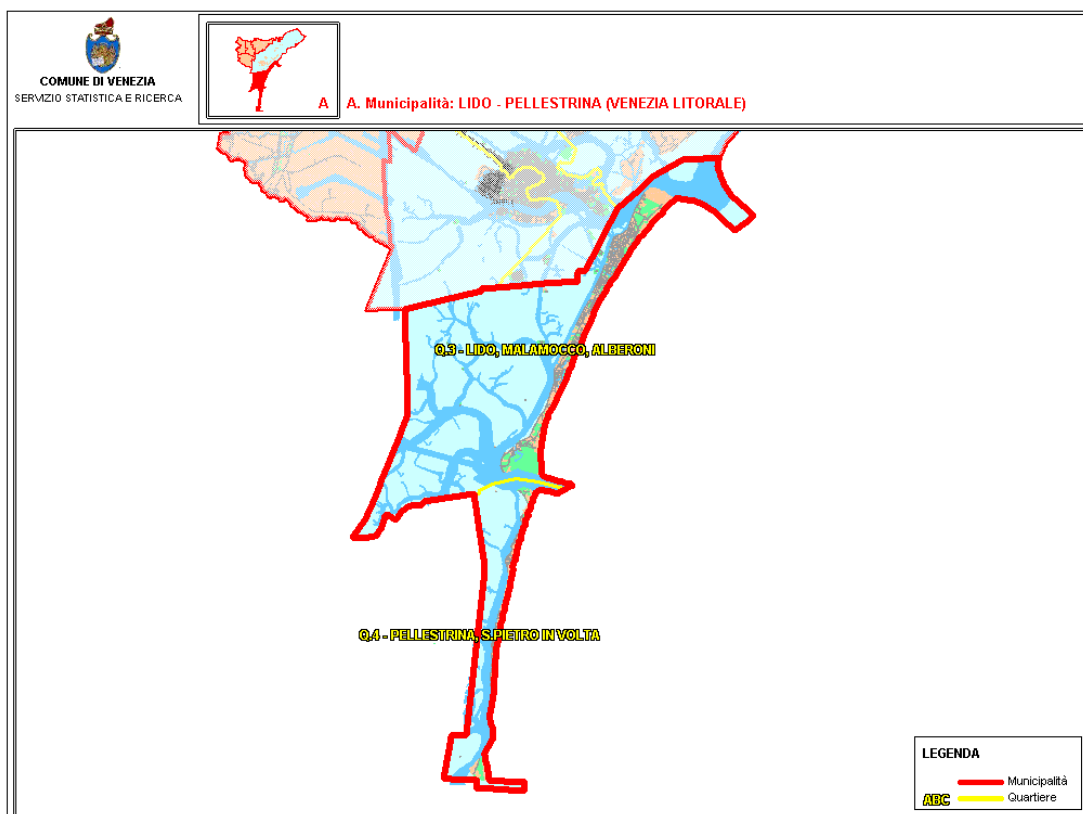 COMUNE DI VENEZIA
SERVIZIO STATISTICA E RICERCA
A
A. Municipalità: LIDO - PELLESTRINA (VENEZIA LITORALE)
Q.3 - LIDO, MALAMOCCO, ALBERONI
Q.4 - PELLESTRINA, S.PIETRO IN VOLTA
LEGENDA
Municipalità
ABC Quartiere